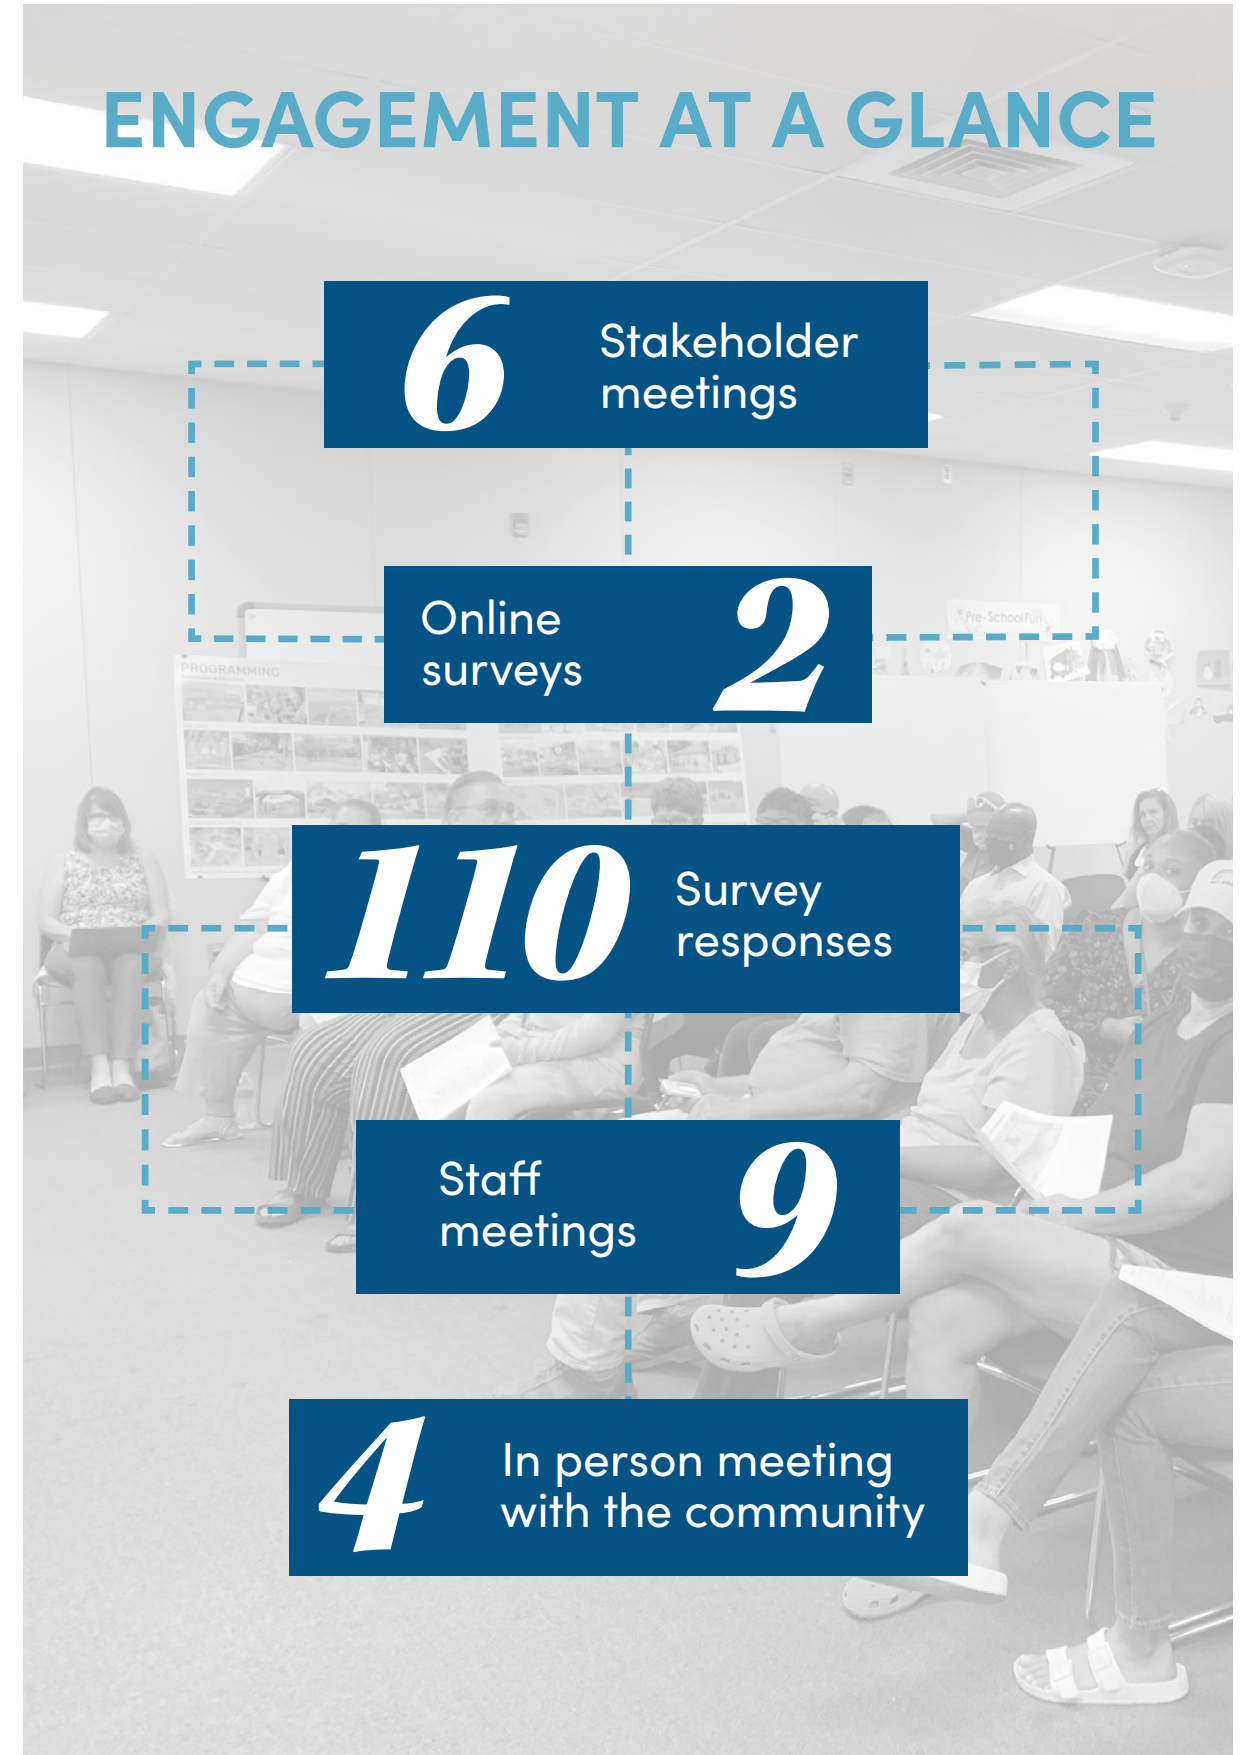 ENGAGEMENT AT A GLANCE
6
Stakeholder
meetings
Online
surveys
2
Pre-School Fun
PROGRAMMING
110
Survey
responses
Staff
meetings
9
4
In person meeting
with the community